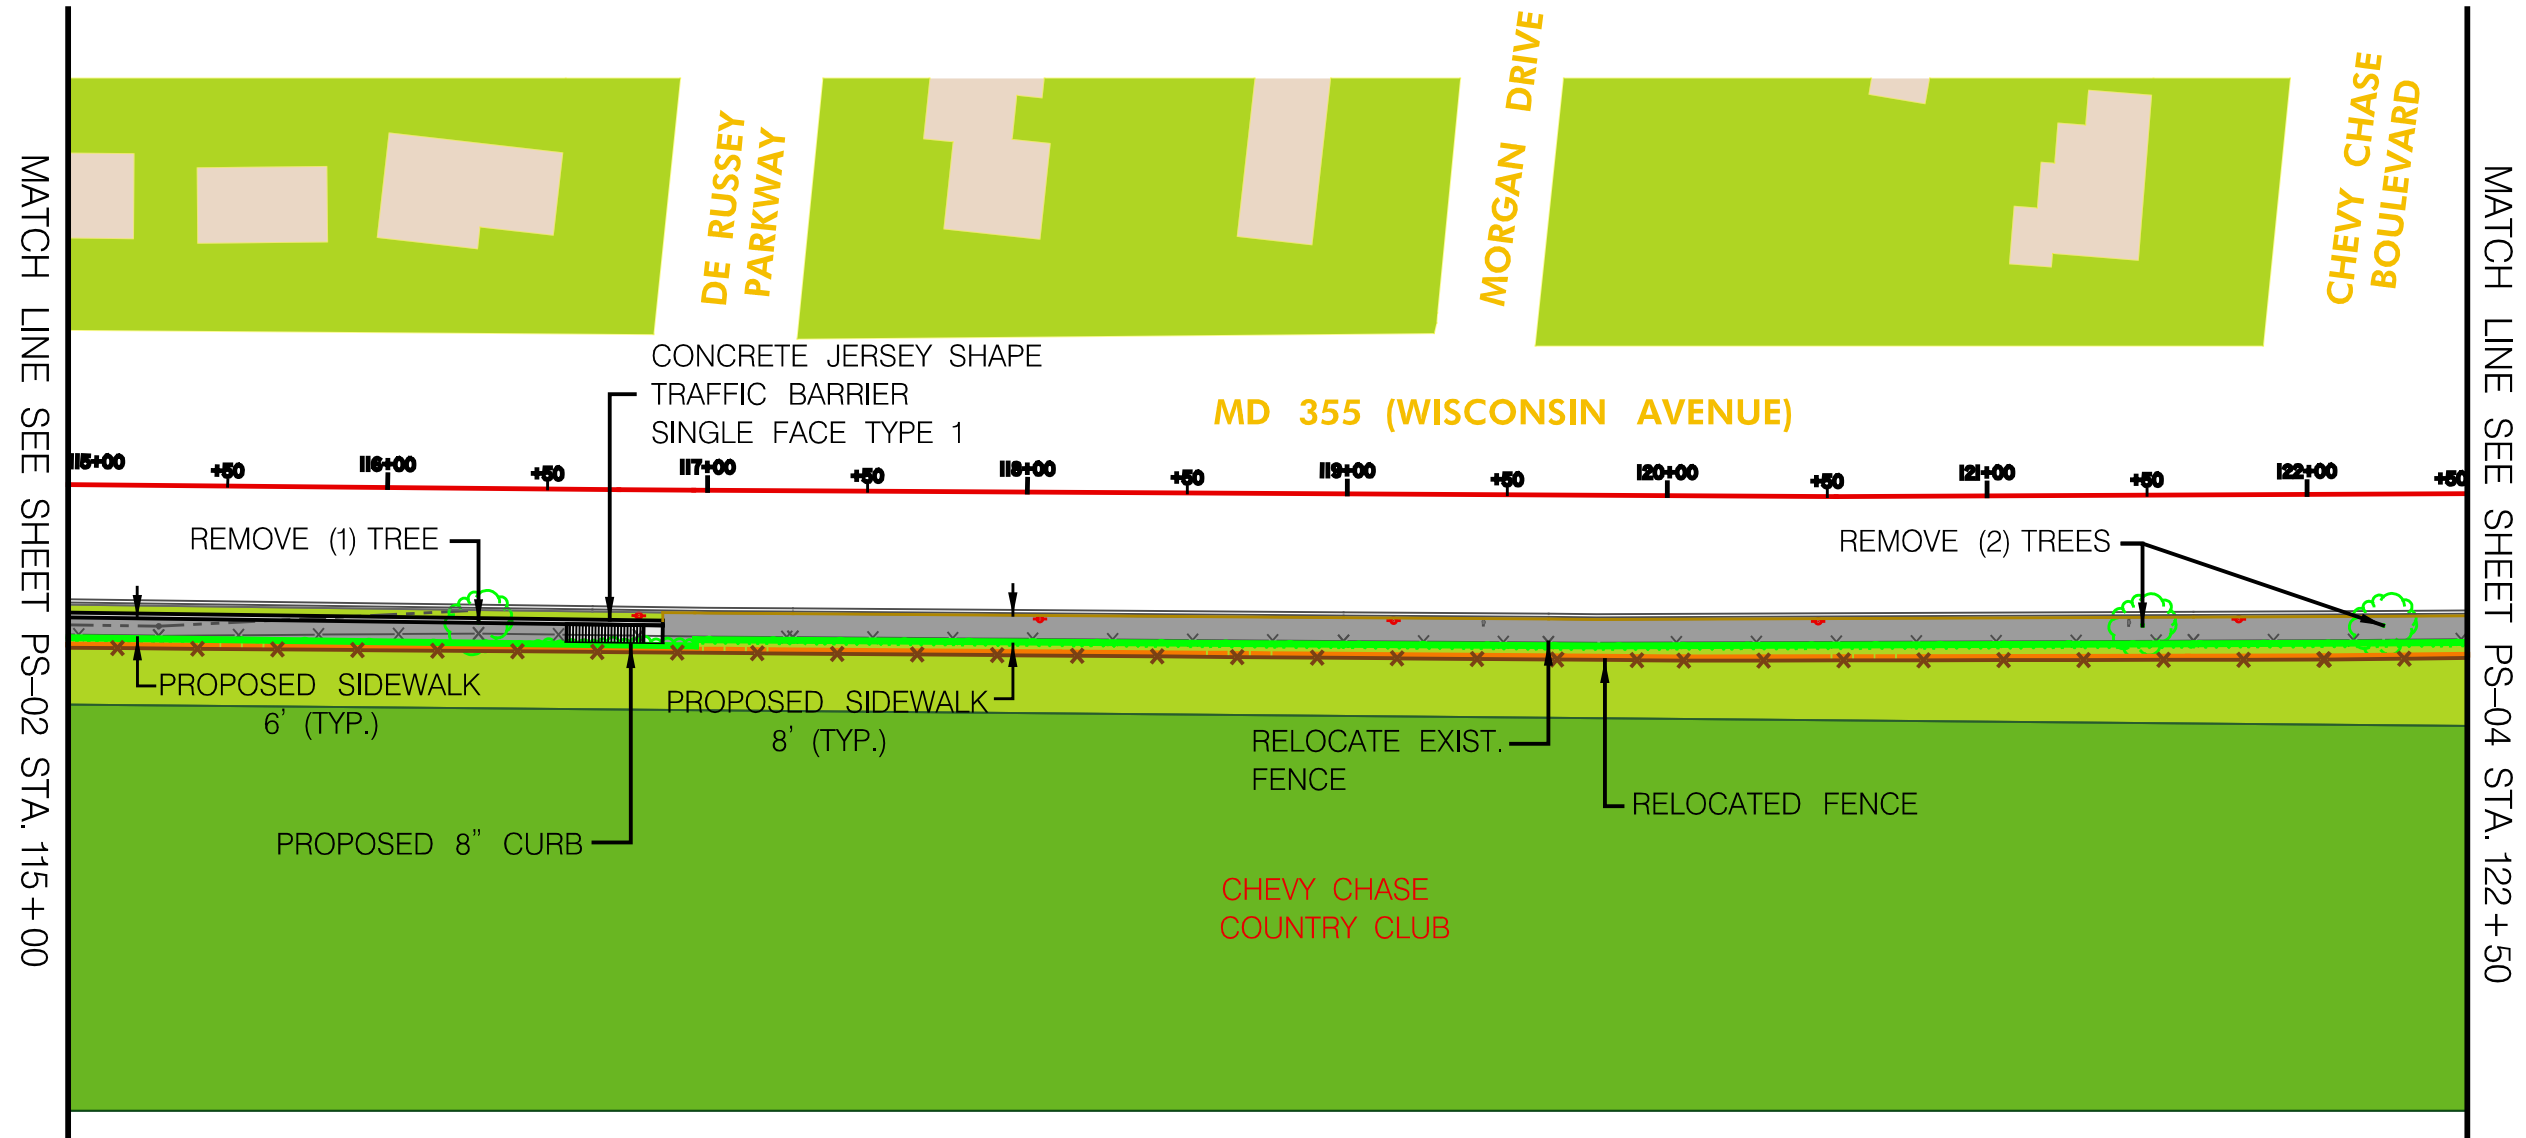 DE RUSSEY
PARKWAY
MORGAN DRIVE
CHEVY CHASE
BOULEVARD
MATCH LINE SEE SHEET PS-02 STA. 115+00
MATCH LINE SEE SHEET PS-04 STA. 122+50
CONCRETE JERSEY SHAPE
TRAFFIC BARRIER
SINGLE FACE TYPE 1
MD 355 (WISCONSIN AVENUE)
115+00 +50 116+00 +50 117+00 +50 118+00 +50 119+00 +50 120+00 +50 121+00 +50 122+00 +50
REMOVE (1) TREE
REMOVE (2) TREES
PROPOSED SIDEWALK
6' (TYP.)
PROPOSED SIDEWALK
8' (TYP.)
RELOCATE EXIST.
FENCE
RELOCATED FENCE
PROPOSED 8" CURB
CHEVY CHASE
COUNTRY CLUB